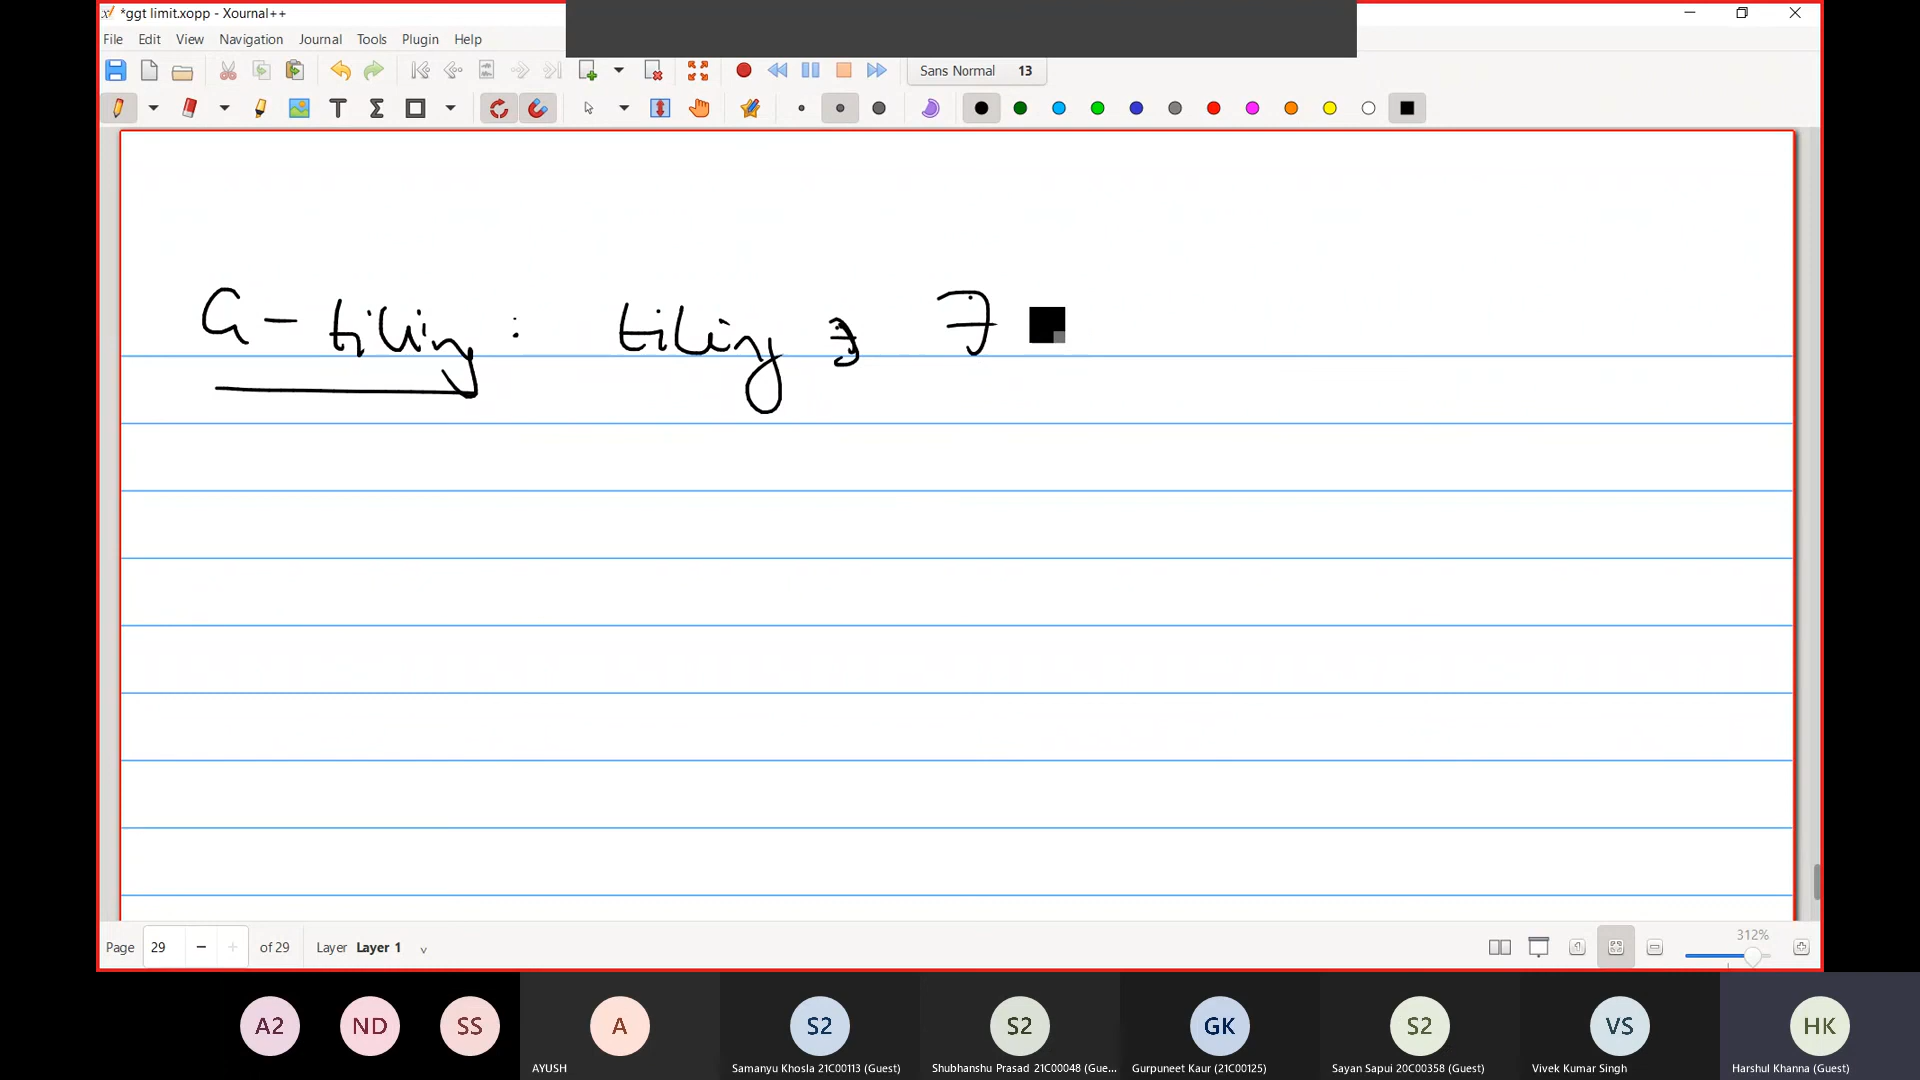 *ggt limit.xopp - Xournal++
File Edit View Navigation Journal Tools Plugin Help
Sans Normal 13
G - tiling : tiling ∋ F
Page 29 of 29 Layer Layer 1 312%
A2 ND SS A S2 S2 GK S2 VS HK
AYUSH Samanyu Khosla 21C00113 (Guest) Shubhanshu Prasad 21C00048 (Gue... Gurpuneet Kaur (21C00125) Sayan Sapui 20C00358 (Guest) Vivek Kumar Singh Harshul Khanna (Guest)